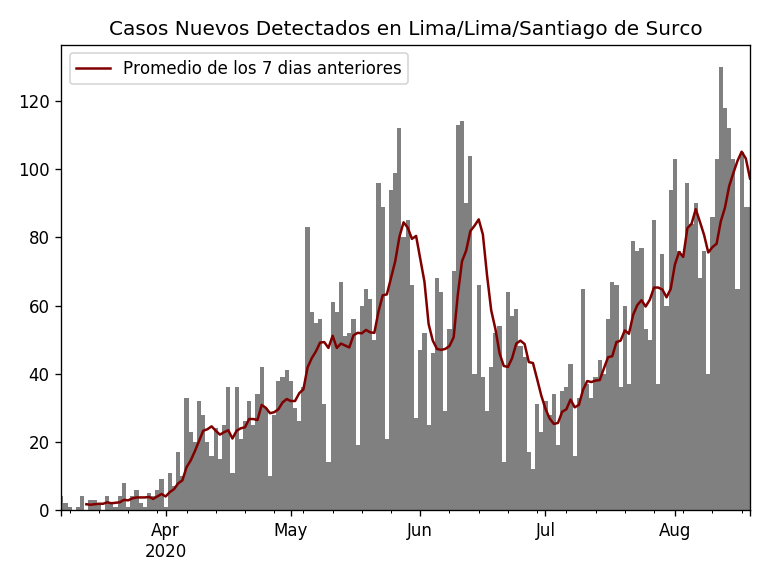 Casos Nuevos Detectados en Lima/Lima/Santiago de Surco
Promedio de los 7 dias anteriores
120
100
80
60
40
20
0
Apr May Jun Jul Aug
2020